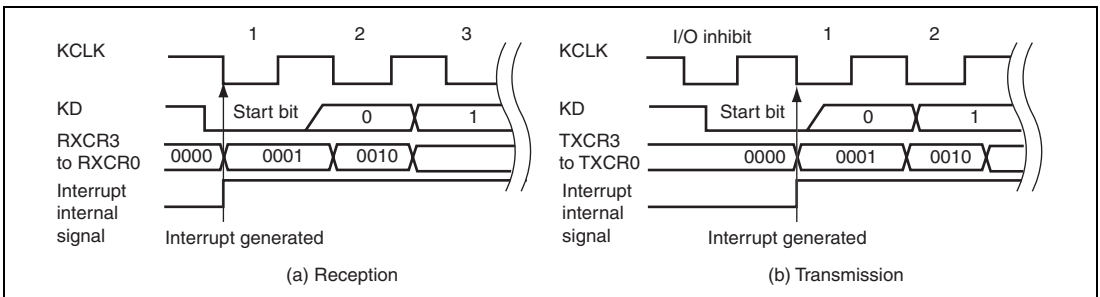 KCLK
1 2 3
KD
Start bit 0 1
RXCR3
to RXCR0
0000 0001 0010
Interrupt
internal
signal
Interrupt generated
(a) Reception
I/O inhibit
KCLK
1 2
KD
Start bit 0 1
TXCR3
to TXCR0
0000 0001 0010
Interrupt
internal
signal
Interrupt generated
(b) Transmission